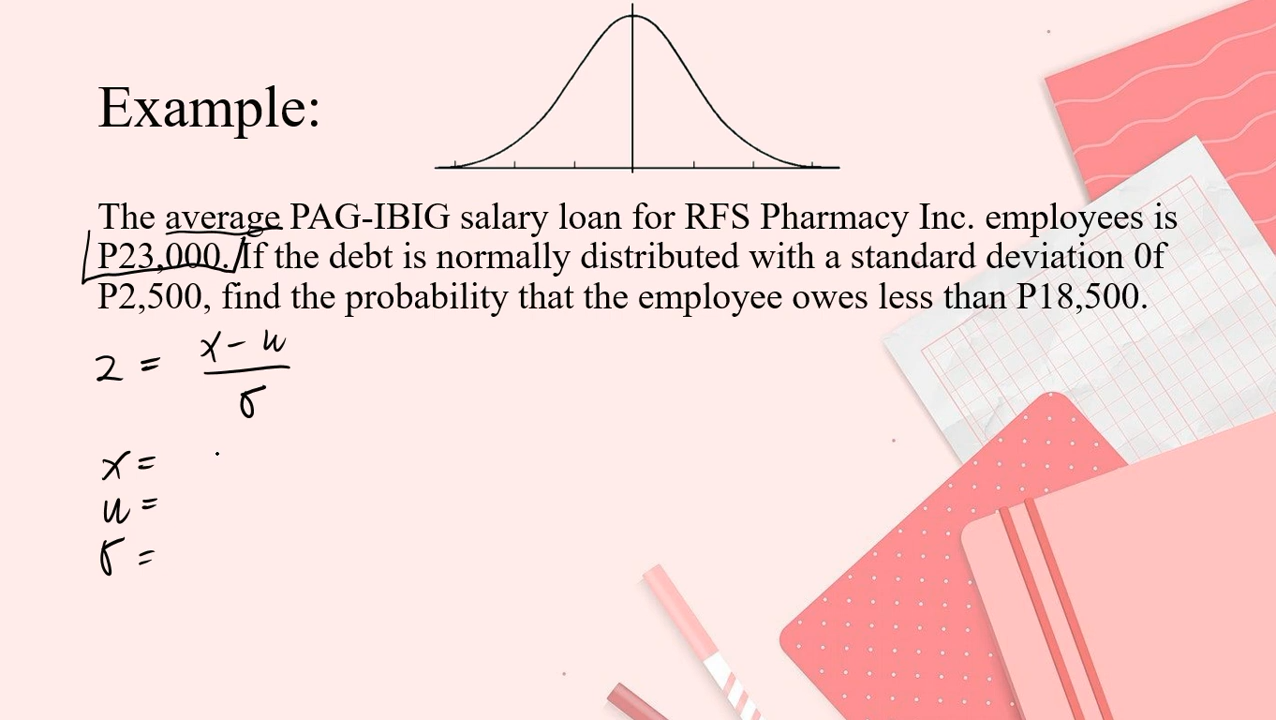 Example:
The average PAG-IBIG salary loan for RFS Pharmacy Inc. employees is
P23,000. If the debt is normally distributed with a standard deviation 0f
P2,500, find the probability that the employee owes less than P18,500.
z = x - u
σ
x =
u =
σ =